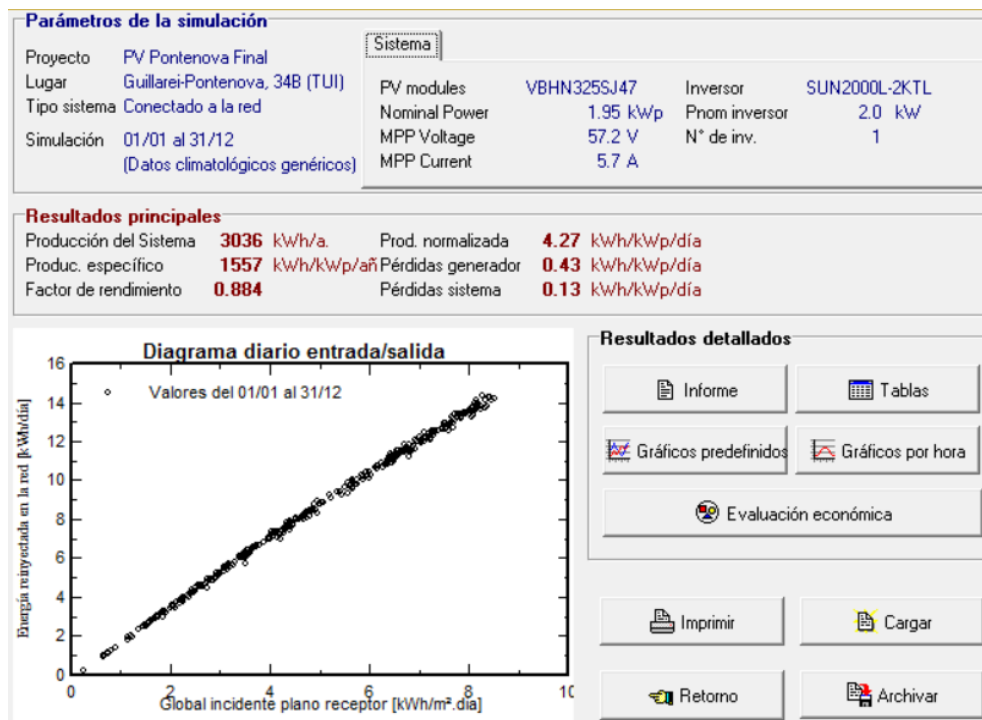 Parámetros de la simulación
Proyecto PV Pontenova Final
Lugar Guillarei-Pontenova, 34B (TUI)
Tipo sistema Conectado a la red
Simulación 01/01 al 31/12
(Datos climatológicos genéricos)
Sistema
PV modules VBHN325SJ47 Inversor SUN2000L-2KTL
Nominal Power 1.95 kWp Pnom inversor 2.0 kW
MPP Voltage 57.2 V N° de inv. 1
MPP Current 5.7 A
Resultados principales
Producción del Sistema 3036 kWh/a. Prod. normalizada 4.27 kWh/kWp/día
Produc. específico 1557 kWh/kWp/añ Pérdidas generador 0.43 kWh/kWp/día
Factor de rendimiento 0.884 Pérdidas sistema 0.13 kWh/kWp/día
Diagrama diario entrada/salida
Valores del 01/01 al 31/12
Energía reinyectada en la red [kWh/día]
16
14
12
10
8
6
4
2
0
0 2 4 6 8 10
Global incidente plano receptor [kWh/m².día]
Resultados detallados
Informe Tablas
Gráficos predefinidos Gráficos por hora
Evaluación económica
Imprimir Cargar
Retorno Archivar